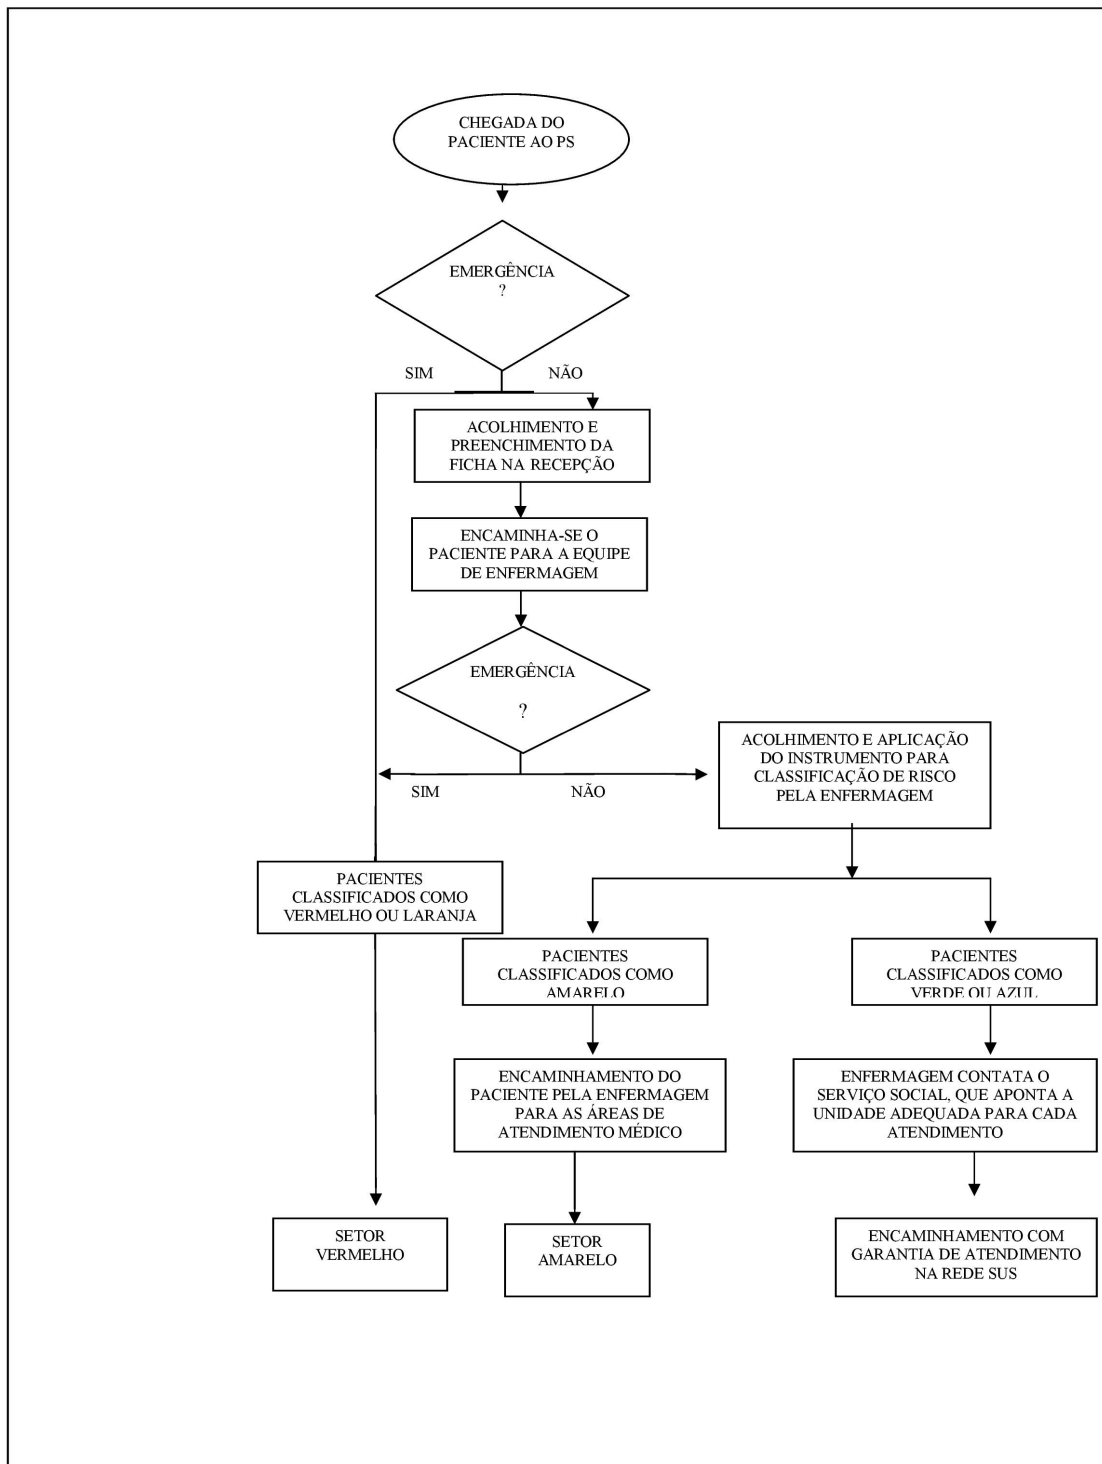 CHEGADA DO
PACIENTE AO PS
EMERGÊNCIA
?
SIM
NÃO
ACOLHIMENTO E
PREENCHIMENTO DA
FICHA NA RECEPÇÃO
ENCAMINHA-SE O
PACIENTE PARA A EQUIPE
DE ENFERMAGEM
EMERGÊNCIA
?
SIM
NÃO
ACOLHIMENTO E APLICAÇÃO
DO INSTRUMENTO PARA
CLASSIFICAÇÃO DE RISCO
PELA ENFERMAGEM
PACIENTES
CLASSIFICADOS COMO
VERMELHO OU LARANJA
PACIENTES
CLASSIFICADOS COMO
AMARELO
PACIENTES
CLASSIFICADOS COMO
VERDE OU AZUL
ENCAMINHAMENTO DO
PACIENTE PELA ENFERMAGEM
PARA AS ÁREAS DE
ATENDIMENTO MÉDICO
ENFERMAGEM CONTATA O
SERVIÇO SOCIAL, QUE APONTA A
UNIDADE ADEQUADA PARA CADA
ATENDIMENTO
SETOR
VERMELHO
SETOR
AMARELO
ENCAMINHAMENTO COM
GARANTIA DE ATENDIMENTO
NA REDE SUS